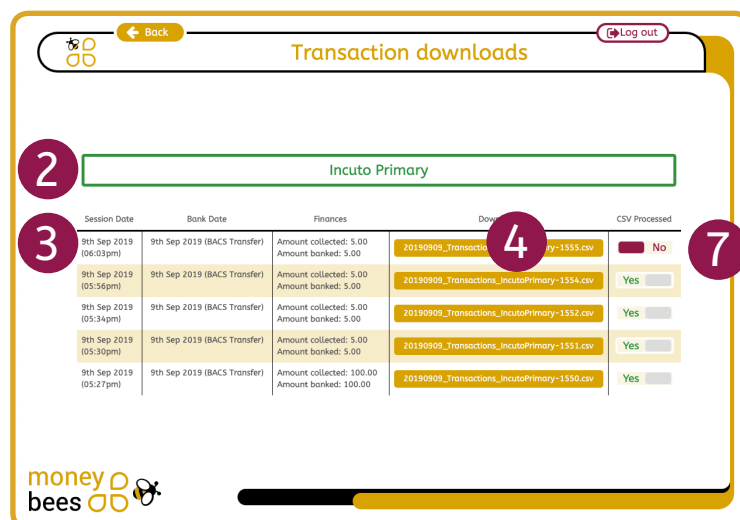 Back
Log out
Transaction downloads
2
Incuto Primary
Session Date Bank Date Finances CSV Processed
3
4
7
9th Sep 2019 9th Sep 2019 (BACS Transfer) Amount collected: 5.00 No
(06:03pm) Amount banked: 5.00
9th Sep 2019 9th Sep 2019 (BACS Transfer) Amount collected: 5.00 20190909_Transactions_IncutoPrimary-1554.csv Yes
(05:56pm) Amount banked: 5.00
9th Sep 2019 9th Sep 2019 (BACS Transfer) Amount collected: 5.00 20190909_Transactions_IncutoPrimary-1552.csv Yes
(05:34pm) Amount banked: 5.00
9th Sep 2019 9th Sep 2019 (BACS Transfer) Amount collected: 5.00 20190909_Transactions_IncutoPrimary-1551.csv Yes
(05:30pm) Amount banked: 5.00
9th Sep 2019 9th Sep 2019 (BACS Transfer) Amount collected: 100.00 20190909_Transactions_IncutoPrimary-1550.csv Yes
(05:27pm) Amount banked: 100.00
money
bees